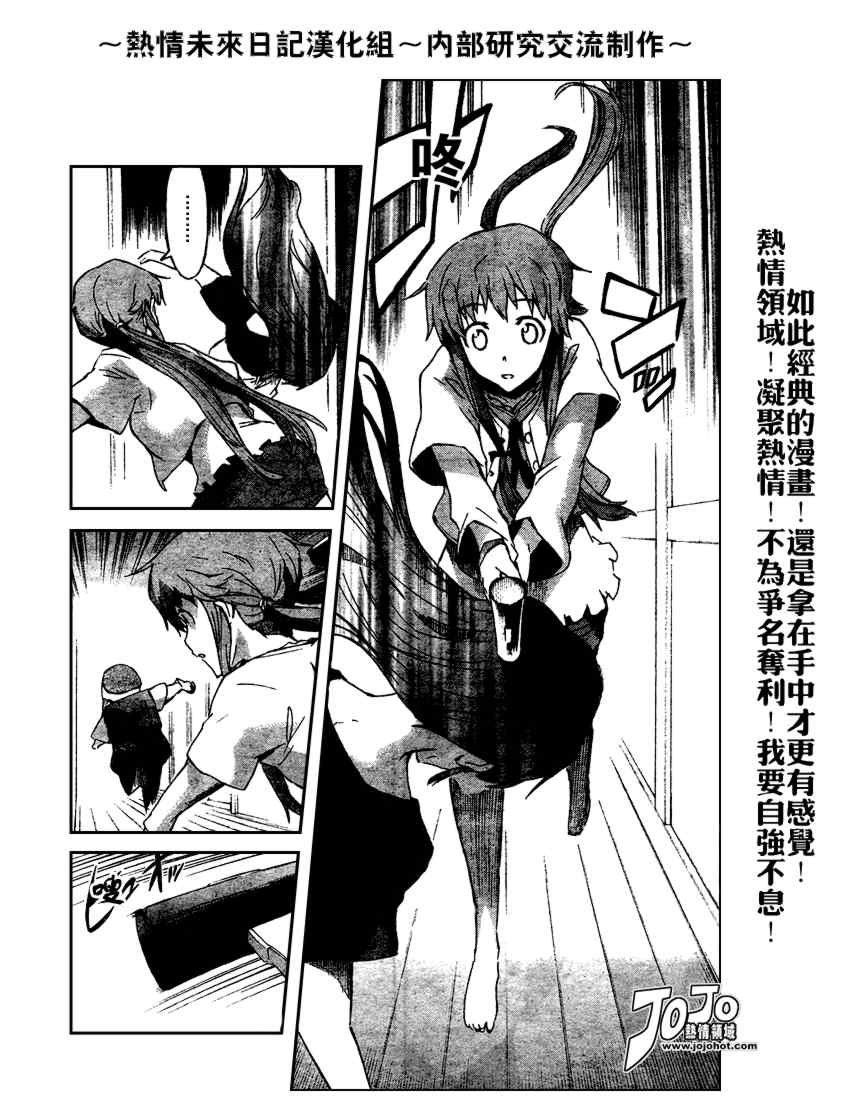 ～熱情未來日記漢化組～內部研究交流制作～
咚
………
嗖
如此經典的漫畫！還是拿在手中才更有感覺！
熱情領域！凝聚熱情！不為爭名奪利！我要自強不息！
JOJO
熱情領域
www.jojohot.com